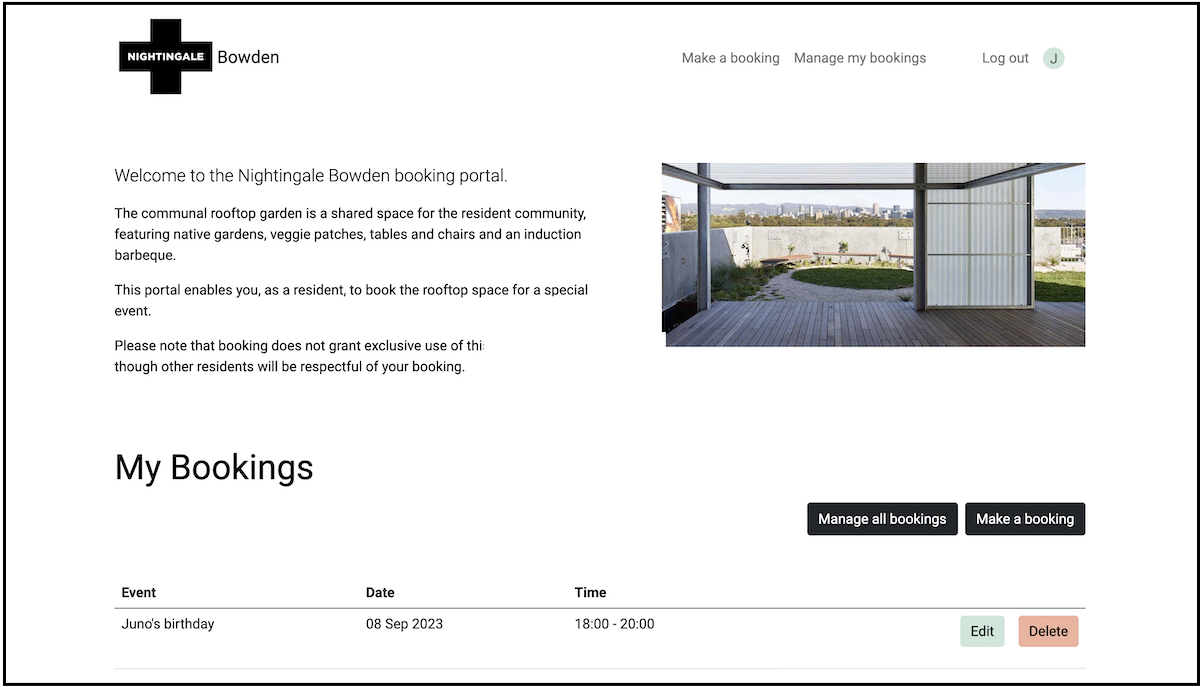 NIGHTINGALE Bowden
Make a booking Manage my bookings Log out J
Welcome to the Nightingale Bowden booking portal.
The communal rooftop garden is a shared space for the resident community,
featuring native gardens, veggie patches, tables and chairs and an induction
barbeque.
This portal enables you, as a resident, to book the rooftop space for a special
event.
Please note that booking does not grant exclusive use of
though other residents will be respectful of your booking.
My Bookings
Manage all bookings Make a booking
Event Date Time
Juno's birthday 08 Sep 2023 18:00 - 20:00 Edit Delete